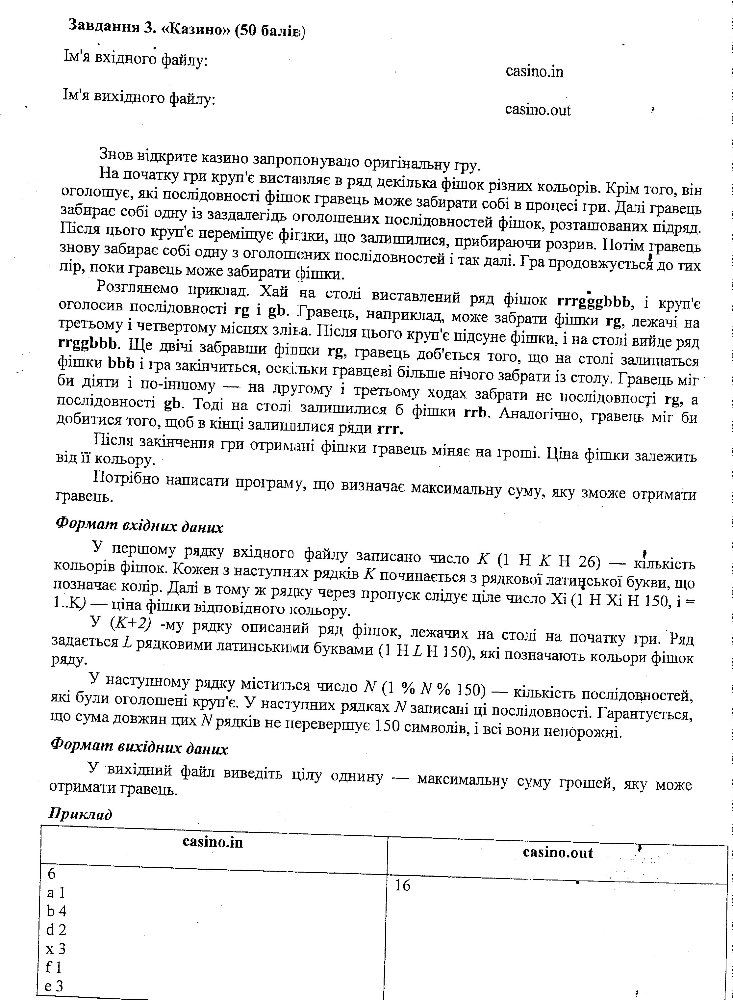 Завдання 3. «Казино» (50 балів)
Ім'я вхідного файлу:
casino.in
Ім'я вихідного файлу:
casino.out
Знов відкрите казино запропонувало оригінальну гру.
На початку гри круп'є виставляє в ряд декілька фішок різних кольорів. Крім того, він
оголошує, які послідовності фішок гравець може забирати собі в процесі гри. Далі гравець
забирає собі одну із заздалегідь оголошених послідовностей фішок, розташованих підряд.
Після цього круп'є переміщує фішки, що залишилися, прибираючи розрив. Потім гравець
знову забирає собі одну з оголошених послідовностей і так далі. Гра продовжується до тих
пір, поки гравець може забирати фішки.
Розглянемо приклад. Хай на столі виставлений ряд фішок rrrgggbbb, і круп'є
оголосив послідовності rg і gb. Гравець, наприклад, може забрати фішки rg, лежачі на
третьому і четвертому місцях зліва. Після цього круп'є підсуне фішки, і на столі вийде ряд
rrggbbb. Ще двічі забравши фішки rg, гравець доб'ється того, що на столі залишаться
фішки bbb і гра закінчиться, оскільки гравцеві більше нічого забрати із столу. Гравець міг
би діяти і по-іншому — на другому і третьому ходах забрати не послідовності rg, а
послідовності gb. Тоді на столі залишилися б фішки rrb. Аналогічно, гравець міг би
добитися того, щоб в кінці залишилися ряди rrr.
Після закінчення гри отримані фішки гравець міняє на гроші. Ціна фішки залежить
від її кольору.
Потрібно написати програму, що визначає максимальну суму, яку зможе отримати
гравець.
Формат вхідних даних
У першому рядку вхідного файлу записано число K (1 H K H 26) — кількість
кольорів фішок. Кожен з наступних рядків K починається з рядкової латинської букви, що
позначає колір. Далі в тому ж рядку через пропуск слідує ціле число Xi (1 H Xi H 150, i =
1..K) — ціна фішки відповідного кольору.
У (K+2) -му рядку описаний ряд фішок, лежачих на столі на початку гри. Ряд
задається L рядковими латинськими буквами (1 H L H 150), які позначають кольори фішок
ряду.
У наступному рядку міститься число N (1 % N % 150) — кількість послідовностей,
які були оголошені круп'є. У наступних рядках N записані ці послідовності. Гарантується,
що сума довжин цих N рядків не перевершує 150 символів, і всі вони непорожні.
Формат вихідних даних
У вихідний файл виведіть цілу однину — максимальну суму грошей, яку може
отримати гравець.
Приклад
casino.in
casino.out
6
16
a 1
b 4
d 2
x 3
f 1
e 3